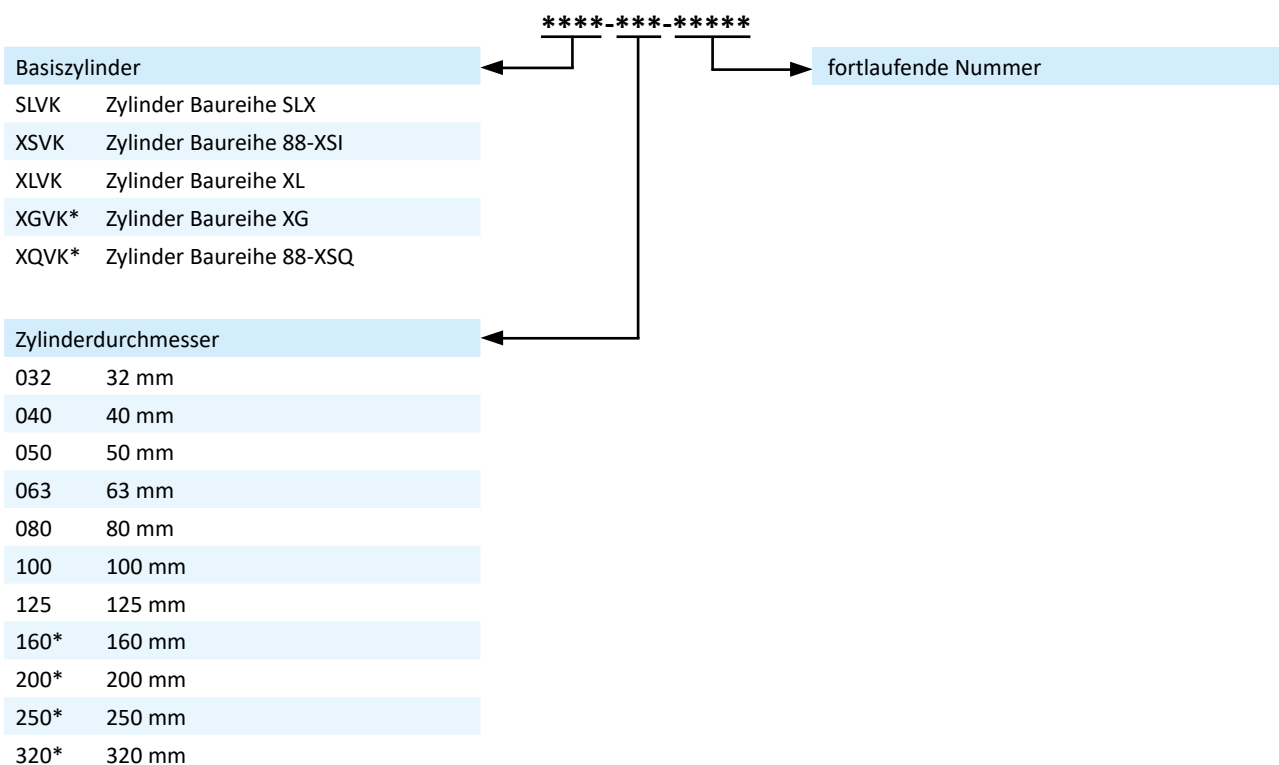 ****-***-*****
Basiszylinder
fortlaufende Nummer
SLVK Zylinder Baureihe SLX
XSVK Zylinder Baureihe 88-XSI
XLVK Zylinder Baureihe XL
XGVK* Zylinder Baureihe XG
XQVK* Zylinder Baureihe 88-XSQ
Zylinderdurchmesser
032 32 mm
040 40 mm
050 50 mm
063 63 mm
080 80 mm
100 100 mm
125 125 mm
160* 160 mm
200* 200 mm
250* 250 mm
320* 320 mm